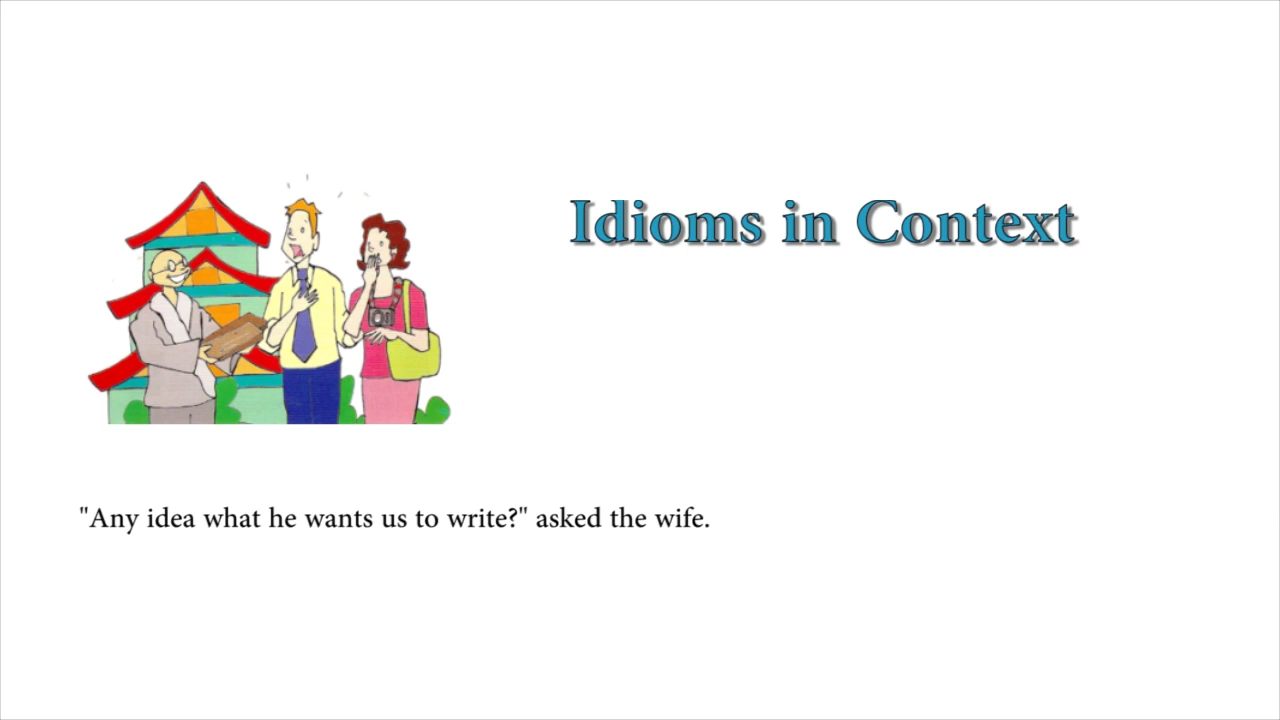 Idioms in Context
"Any idea what he wants us to write?" asked the wife.